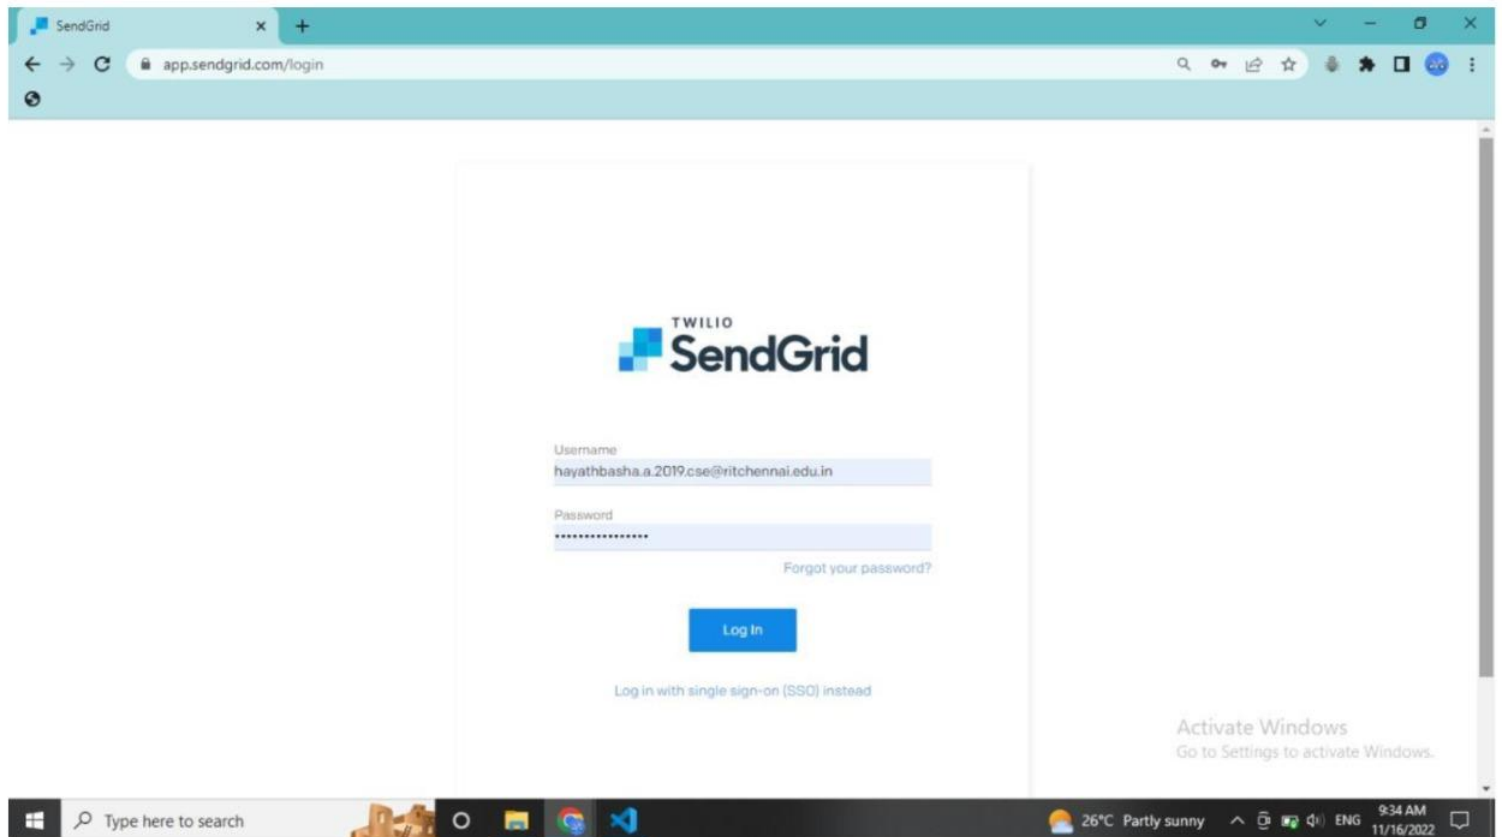 SendGrid
app.sendgrid.com/login
TWILIO
SendGrid
Username
hayathbasha.a.2019.cse@ritchennai.edu.in
Password
••••••••••••••••
Forgot your password?
Log In
Log in with single sign-on (SSO) instead
Activate Windows
Go to Settings to activate Windows.
Type here to search
26°C Partly sunny
ENG
9:34 AM
11/16/2022